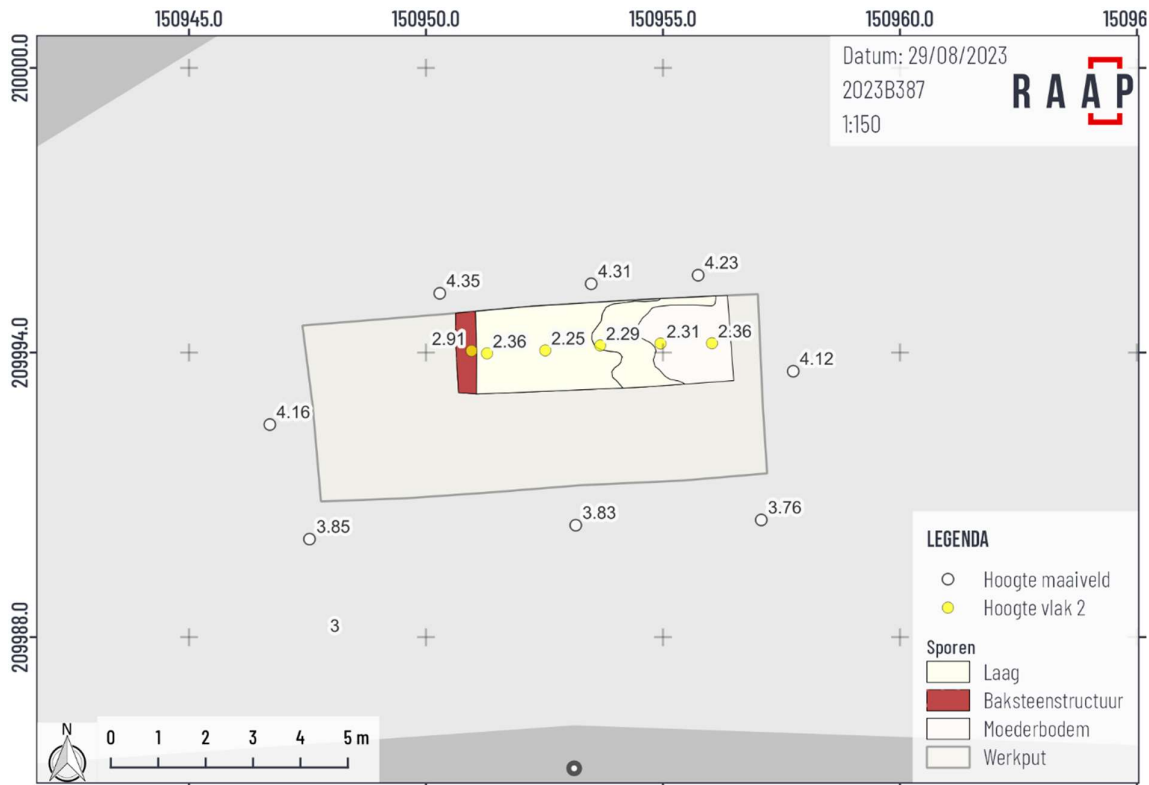 150945.0 150950.0 150955.0 150960.0 15096
210000.0
Datum: 29/08/2023
2023B387
1:150
RAAP
4.35
4.31
4.23
209994.0
2.91
2.36
2.25
2.29
2.31
2.36
4.12
4.16
3.85
3.83
3.76
3
209988.0
N
0 1 2 3 4 5 m
LEGENDA
Hoogte maaiveld
Hoogte vlak 2
Sporen
Laag
Baksteenstructuur
Moederbodem
Werkput